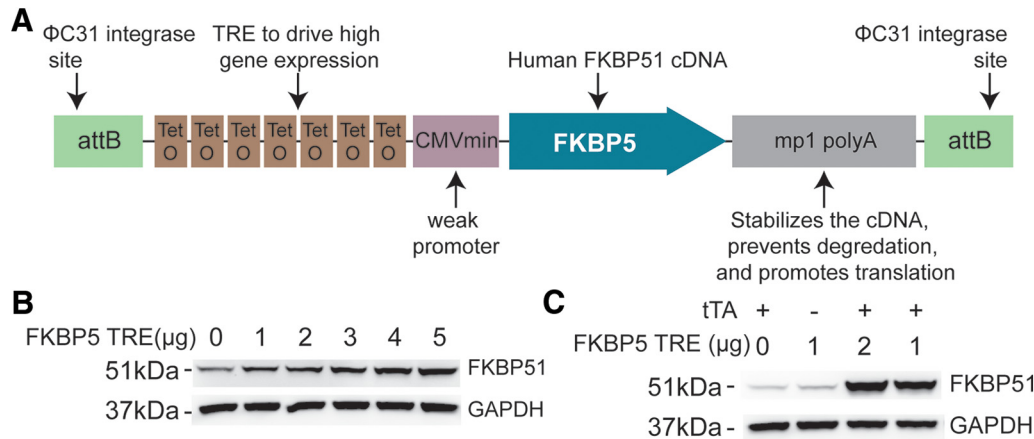 A
ΦC31 integrase
site
TRE to drive high
gene expression
Human FKBP51 cDNA
ΦC31 integrase
site
attB
Tet
O
Tet
O
Tet
O
Tet
O
Tet
O
Tet
O
Tet
O
CMVmin
FKBP5
mp1 polyA
attB
weak
promoter
Stabilizes the cDNA,
prevents degredation,
and promotes translation
B
FKBP5 TRE(μg) 0 1 2 3 4 5
51kDa - FKBP51
37kDa - GAPDH
C
tTA + - + +
FKBP5 TRE (μg) 0 1 2 1
51kDa - FKBP51
37kDa - GAPDH